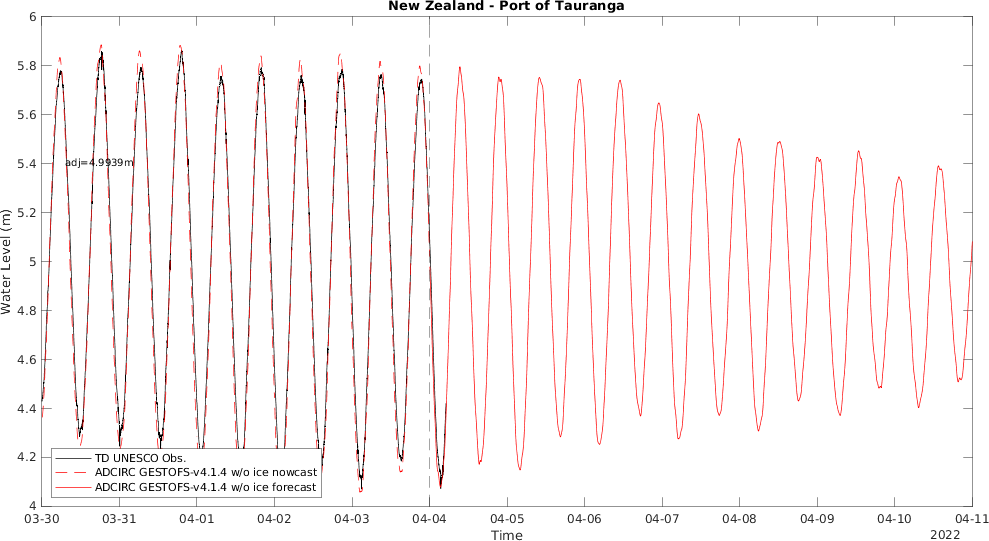 New Zealand - Port of Tauranga
6
5.8
5.6
5.4
5.2
5
4.8
4.6
4.4
4.2
4
Water Level (m)
adj=4.9939m
TD UNESCO Obs.
ADCIRC GESTOFS-v4.1.4 w/o ice nowcast
ADCIRC GESTOFS-v4.1.4 w/o ice forecast
03-30 03-31 04-01 04-02 04-03 04-04 04-05 04-06 04-07 04-08 04-09 04-10 04-11
Time
2022